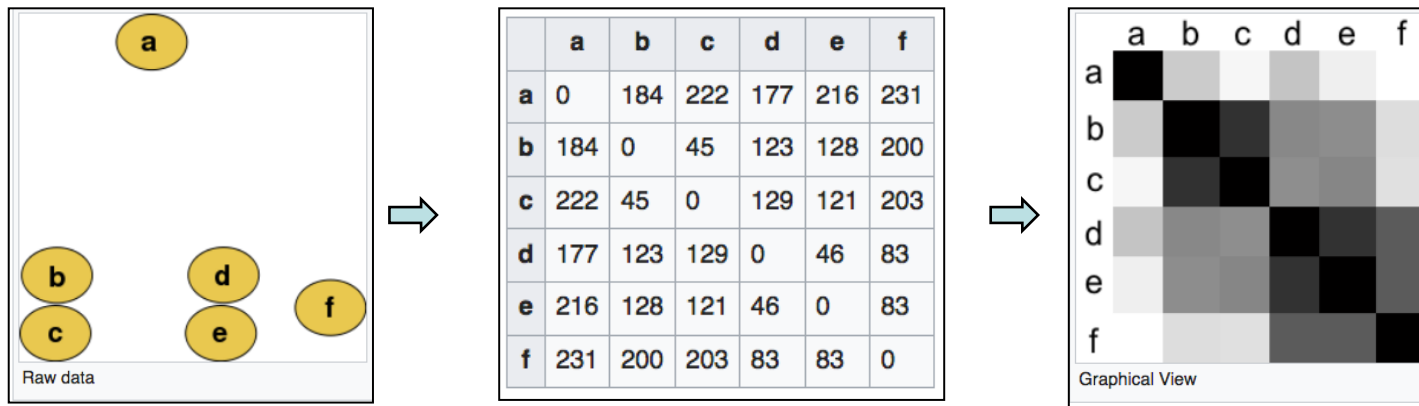 a
b
d
f
c
e
Raw data
a b c d e f
a 0 184 222 177 216 231
b 184 0 45 123 128 200
c 222 45 0 129 121 203
d 177 123 129 0 46 83
e 216 128 121 46 0 83
f 231 200 203 83 83 0
a b c d e f
a
b
c
d
e
f
Graphical View